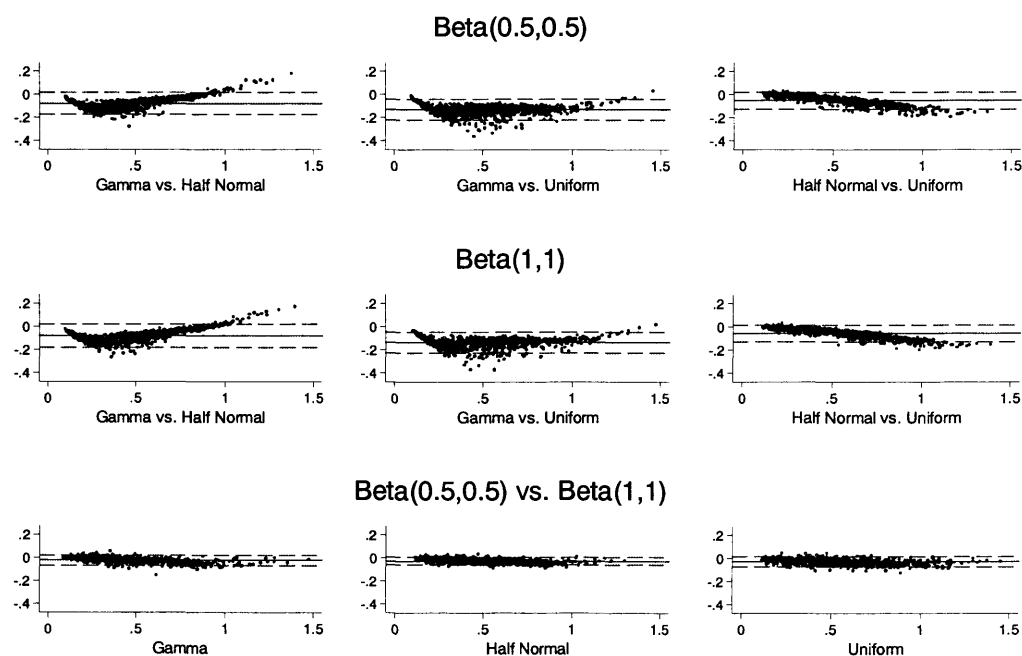 Beta(0.5,0.5)
.2
0
-.2
-.4
0 .5 1 1.5
Gamma vs. Half Normal
.2
0
-.2
-.4
0 .5 1 1.5
Gamma vs. Uniform
.2
0
-.2
-.4
0 .5 1 1.5
Half Normal vs. Uniform
Beta(1,1)
.2
0
-.2
-.4
0 .5 1 1.5
Gamma vs. Half Normal
.2
0
-.2
-.4
0 .5 1 1.5
Gamma vs. Uniform
.2
0
-.2
-.4
0 .5 1 1.5
Half Normal vs. Uniform
Beta(0.5,0.5) vs. Beta(1,1)
.2
0
-.2
-.4
0 .5 1 1.5
Gamma
.2
0
-.2
-.4
0 .5 1 1.5
Half Normal
.2
0
-.2
-.4
0 .5 1 1.5
Uniform